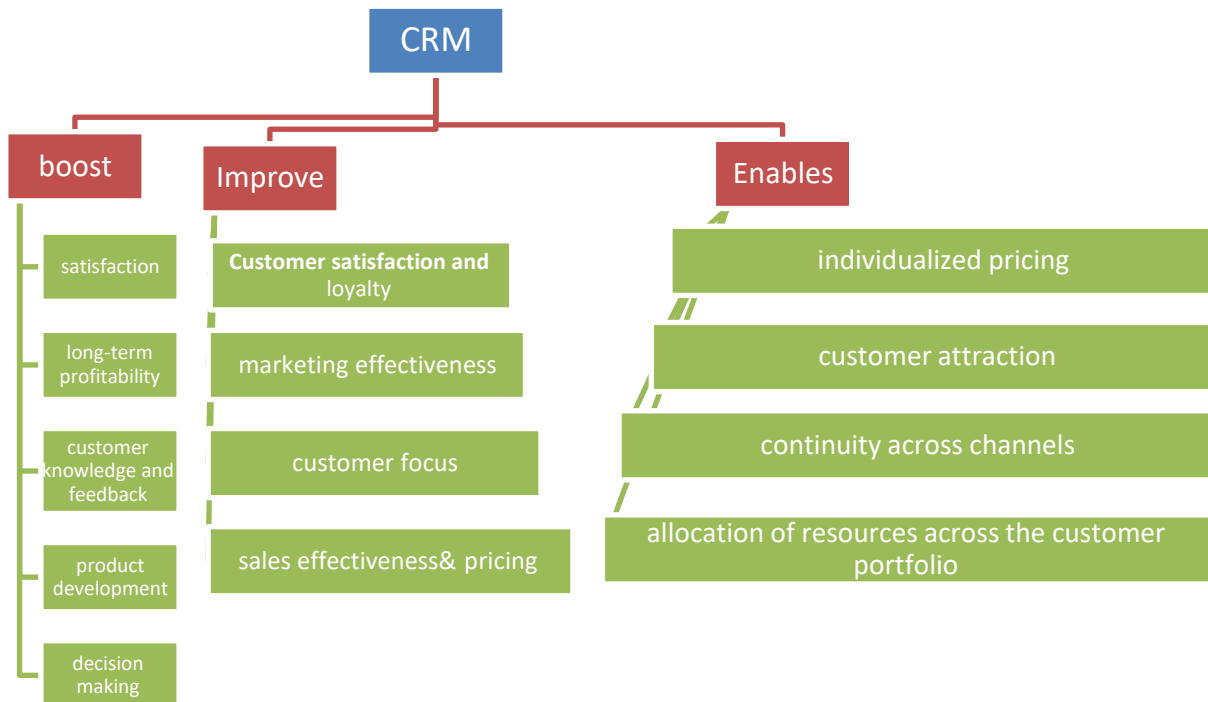 CRM
boost
satisfaction
long-term
profitability
customer
knowledge and
feedback
product
development
decision
making
Improve
Customer satisfaction and
loyalty
marketing effectiveness
customer focus
sales effectiveness& pricing
Enables
individualized pricing
customer attraction
continuity across channels
allocation of resources across the customer
portfolio